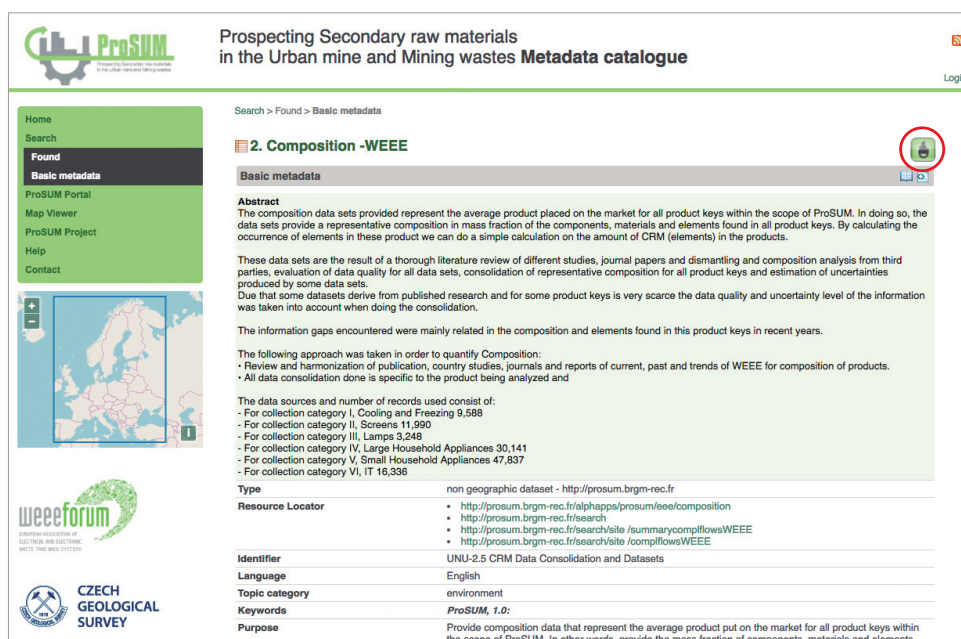 ProSUM
Prospecting Secondary raw materials
in the Urban mine and Mining wastes
Prospecting Secondary raw materials
in the Urban mine and Mining wastes Metadata catalogue
Logi
Home
Search
Found
Basic metadata
ProSUM Portal
Map Viewer
ProSUM Project
Help
Contact
+
−
i
weeeforum
EUROPEAN ASSOCIATION OF
ELECTRICAL AND ELECTRONIC
WASTE TAKE BACK SYSTEMS
CZECH
GEOLOGICAL
SURVEY
Search > Found > Basic metadata
2. Composition -WEEE
Basic metadata
Abstract
The composition data sets provided represent the average product placed on the market for all product keys within the scope of ProSUM. In doing so, the
data sets provide a representative composition in mass fraction of the components, materials and elements found in all product keys. By calculating the
occurrence of elements in these product we can do a simple calculation on the amount of CRM (elements) in the products.
These data sets are the result of a thorough literature review of different studies, journal papers and dismantling and composition analysis from third
parties, evaluation of data quality for all data sets, consolidation of representative composition for all product keys and estimation of uncertainties
produced by some data sets.
Due that some datasets derive from published research and for some product keys is very scarce the data quality and uncertainty level of the information
was taken into account when doing the consolidation.
The information gaps encountered were mainly related in the composition and elements found in this product keys in recent years.
The following approach was taken in order to quantify Composition:
• Review and harmonization of publication, country studies, journals and reports of current, past and trends of WEEE for composition of products.
• All data consolidation done is specific to the product being analyzed and
The data sources and number of records used consist of:
- For collection category I, Cooling and Freezing 9,588
- For collection category II, Screens 11,990
- For collection category III, Lamps 3,248
- For collection category IV, Large Household Appliances 30,141
- For collection category V, Small Household Appliances 47,837
- For collection category VI, IT 16,336
Type non geographic dataset - http://prosum.brgm-rec.fr
Resource Locator • http://prosum.brgm-rec.fr/alphapps/prosum/eee/composition
• http://prosum.brgm-rec.fr/search
• http://prosum.brgm-rec.fr/search/site /summarycomplflowsWEEE
• http://prosum.brgm-rec.fr/search/site /complflowsWEEE
Identifier UNU-2.5 CRM Data Consolidation and Datasets
Language English
Topic category environment
Keywords ProSUM, 1.0:
Purpose Provide composition data that represent the average product put on the market for all product keys within
the scope of ProSUM. In other words, provide the mass fraction of components, materials and elements